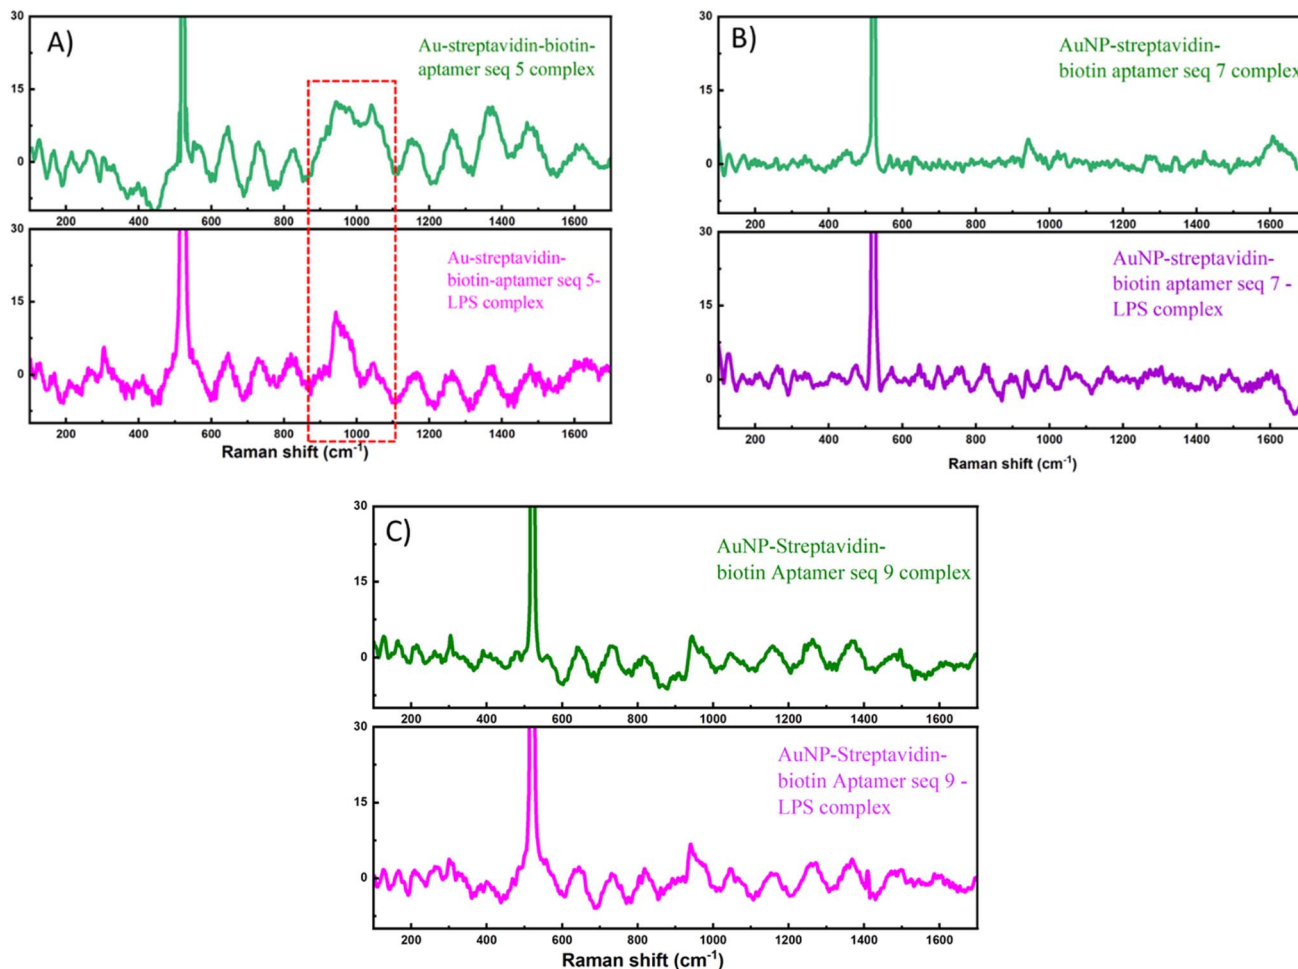 A)
Au-streptavidin-biotin-
aptamer seq 5 complex
30
15
0
200 400 600 800 1000 1200 1400 1600
Au-streptavidin-
biotin-aptamer seq 5-
LPS complex
30
15
0
200 400 600 800 1000 1200 1400 1600
Raman shift (cm-1)
B)
AuNP-streptavidin-
biotin aptamer seq 7 complex
30
15
0
200 400 600 800 1000 1200 1400 1600
AuNP-streptavidin-
biotin aptamer seq 7 -
LPS complex
30
15
0
200 400 600 800 1000 1200 1400 1600
Raman shift (cm-1)
C)
AuNP-Streptavidin-
biotin Aptamer seq 9 complex
30
15
0
200 400 600 800 1000 1200 1400 1600
AuNP-Streptavidin-
biotin Aptamer seq 9 -
LPS complex
30
15
0
200 400 600 800 1000 1200 1400 1600
Raman shift (cm-1)